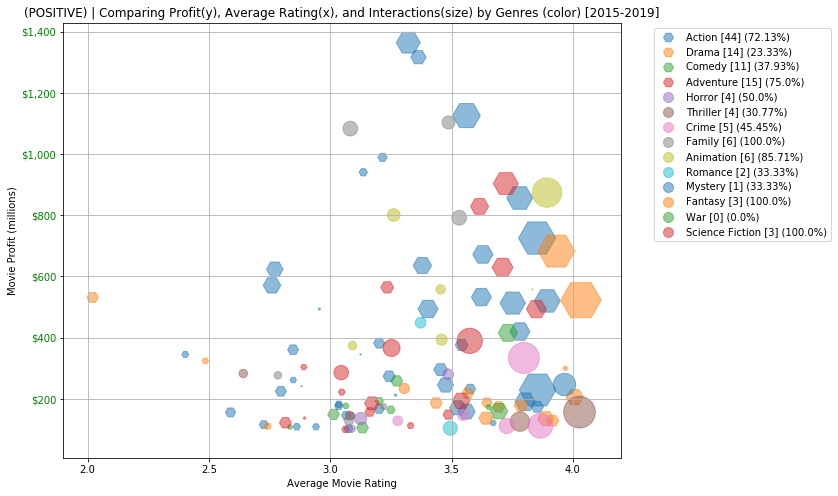 (POSITIVE) | Comparing Profit(y), Average Rating(x), and Interactions(size) by Genres (color) [2015-2019]
$1,400
$1,200
$1,000
$800
$600
$400
$200
Movie Profit (millions)
2.0 2.5 3.0 3.5 4.0
Average Movie Rating
Action [44] (72.13%)
Drama [14] (23.33%)
Comedy [11] (37.93%)
Adventure [15] (75.0%)
Horror [4] (50.0%)
Thriller [4] (30.77%)
Crime [5] (45.45%)
Family [6] (100.0%)
Animation [6] (85.71%)
Romance [2] (33.33%)
Mystery [1] (33.33%)
Fantasy [3] (100.0%)
War [0] (0.0%)
Science Fiction [3] (100.0%)